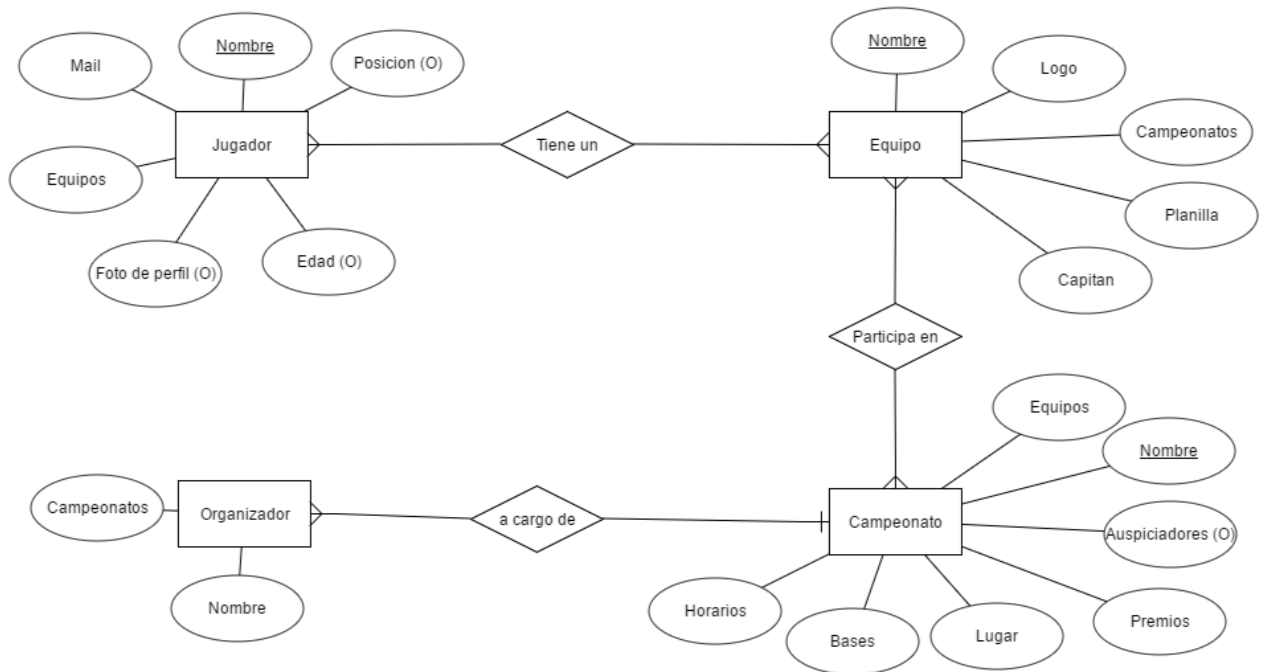 Nombre
Mail
Posicion (O)
Jugador
Equipos
Foto de perfil (O)
Edad (O)
Tiene un
Nombre
Logo
Equipo
Campeonatos
Planilla
Capitan
Participa en
Equipos
Nombre
Campeonato
Auspiciadores (O)
Premios
Lugar
Bases
Horarios
a cargo de
Organizador
Campeonatos
Nombre